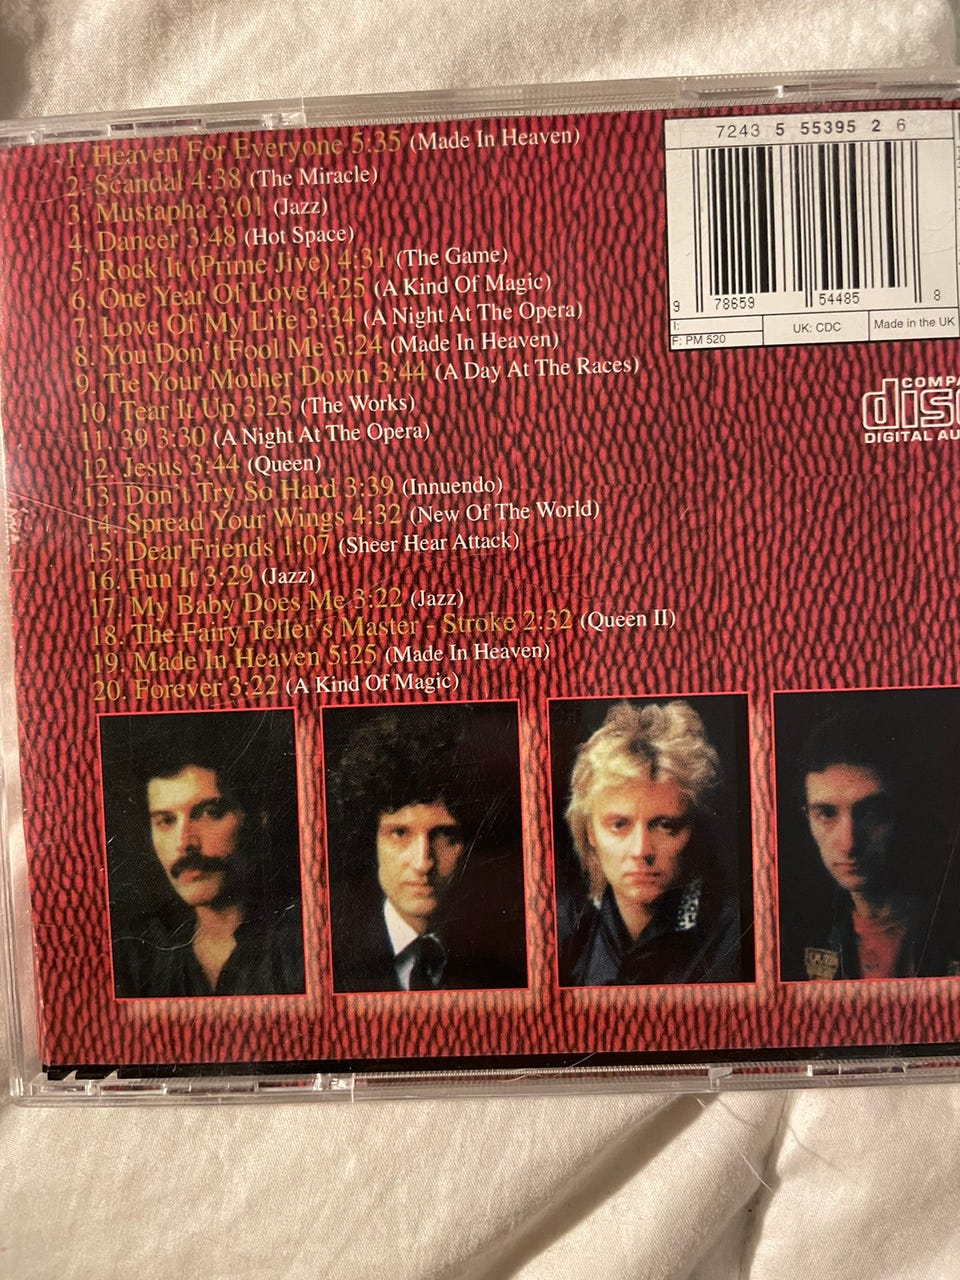 1. Heaven For Everyone 5.35 (Made In Heaven)
2. Scandal 4:38 (The Miracle)
3. Mustapha 3.01 (Jazz)
4. Dancer 3:48 (Hot Space)
5. Rock It (Prime Jive) 4:31 (The Game)
6. One Year Of Love 4:25 (A Kind Of Magic)
7. Love Of My Life 3:34 (A Night At The Opera)
8. You Don't Fool Me 5:24 (Made In Heaven)
9. Tie Your Mother Down 3:44 (A Day At The Races)
10. Tear It Up 3:25 (The Works)
11. 39 3:30 (A Night At The Opera)
12. Jesus 3:44 (Queen)
13. Don't Try So Hard 3:39 (Innuendo)
14. Spread Your Wings 4:32 (New Of The World)
15. Dear Friends 1:07 (Sheer Hear Attack)
16. Fun It 3:29 (Jazz)
17. My Baby Does Me 3:22 (Jazz)
18. The Fairy Teller's Master - Stroke 2:32 (Queen II)
19. Made In Heaven 5:25 (Made In Heaven)
20. Forever 3:22 (A Kind Of Magic)
7243 5 55395 2 6
9 78659 54485 8
I:
F: PM 520
UK: CDC
Made in the UK
COMPA
disc
DIGITAL AU